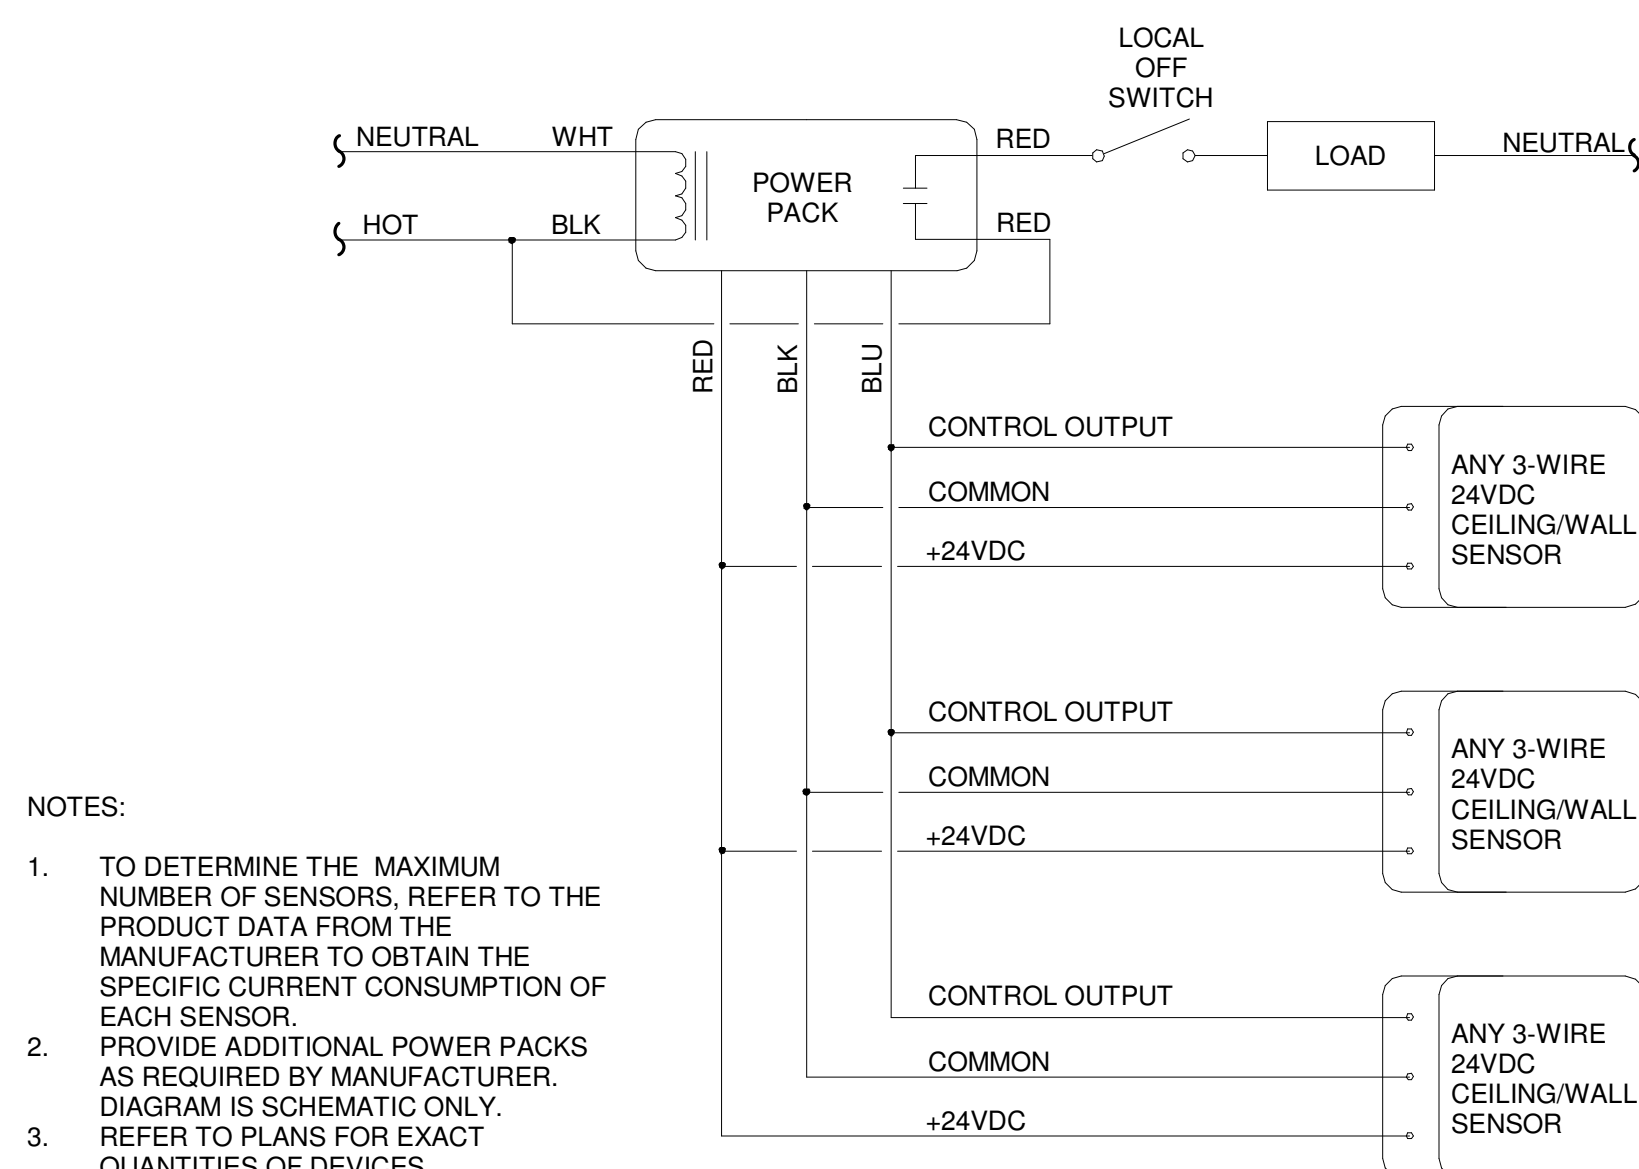 LOCAL
OFF
SWITCH
NEUTRAL WHT
RED
LOAD
NEUTRAL
POWER
PACK
HOT BLK
RED
RED
BLK
BLU
CONTROL OUTPUT
COMMON
+24VDC
ANY 3-WIRE
24VDC
CEILING/WALL
SENSOR
CONTROL OUTPUT
COMMON
+24VDC
ANY 3-WIRE
24VDC
CEILING/WALL
SENSOR
CONTROL OUTPUT
COMMON
+24VDC
ANY 3-WIRE
24VDC
CEILING/WALL
SENSOR
NOTES:
1. TO DETERMINE THE MAXIMUM
NUMBER OF SENSORS, REFER TO THE
PRODUCT DATA FROM THE
MANUFACTURER TO OBTAIN THE
SPECIFIC CURRENT CONSUMPTION OF
EACH SENSOR.
2. PROVIDE ADDITIONAL POWER PACKS
AS REQUIRED BY MANUFACTURER.
DIAGRAM IS SCHEMATIC ONLY.
3. REFER TO PLANS FOR EXACT
QUANTITIES OF DEVICES